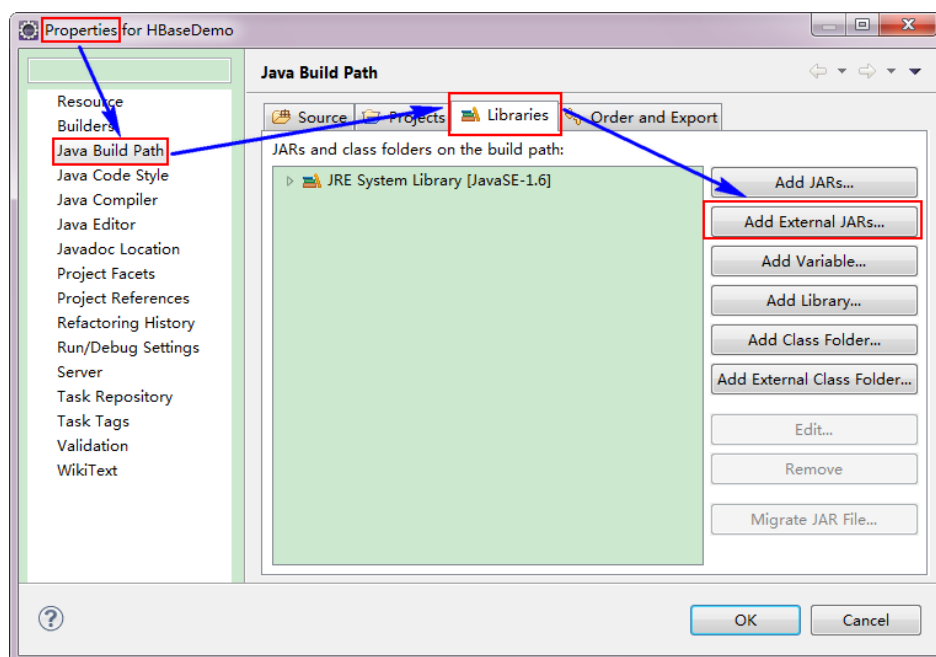 Properties for HBaseDemo
Java Build Path
Resource
Builders
Java Build Path
Java Code Style
Java Compiler
Java Editor
Javadoc Location
Project Facets
Project References
Refactoring History
Run/Debug Settings
Server
Task Repository
Task Tags
Validation
WikiText
Source Projects Libraries Order and Export
JARs and class folders on the build path:
JRE System Library [JavaSE-1.6]
Add JARs...
Add External JARs...
Add Variable...
Add Library...
Add Class Folder...
Add External Class Folder...
Edit...
Remove
Migrate JAR File...
? OK Cancel